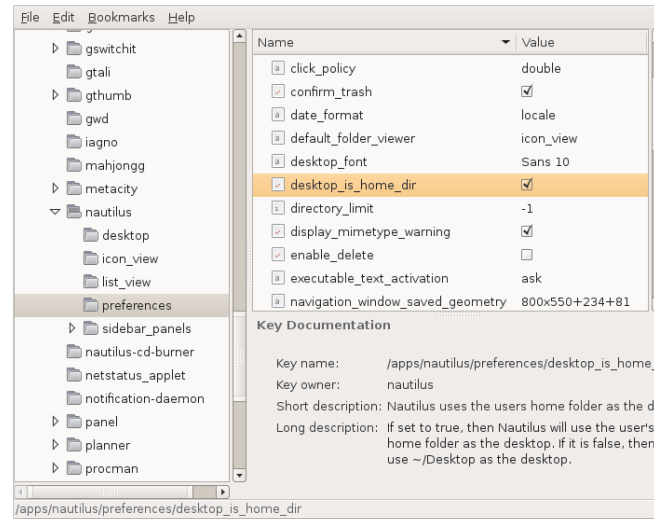 File Edit Bookmarks Help
gswitchit
gtali
gthumb
gwd
iagno
mahjongg
metacity
nautilus
desktop
icon_view
list_view
preferences
sidebar_panels
nautilus-cd-burner
netstatus_applet
notification-daemon
panel
planner
procman
Name Value
click_policy double
confirm_trash
date_format locale
default_folder_viewer icon_view
desktop_font Sans 10
desktop_is_home_dir
directory_limit -1
display_mimetype_warning
enable_delete
executable_text_activation ask
navigation_window_saved_geometry 800x550+234+81
Key Documentation
Key name: /apps/nautilus/preferences/desktop_is_home_
Key owner: nautilus
Short description: Nautilus uses the users home folder as the d
Long description: If set to true, then Nautilus will use the user's
home folder as the desktop. If it is false, then
use ~/Desktop as the desktop.
/apps/nautilus/preferences/desktop_is_home_dir